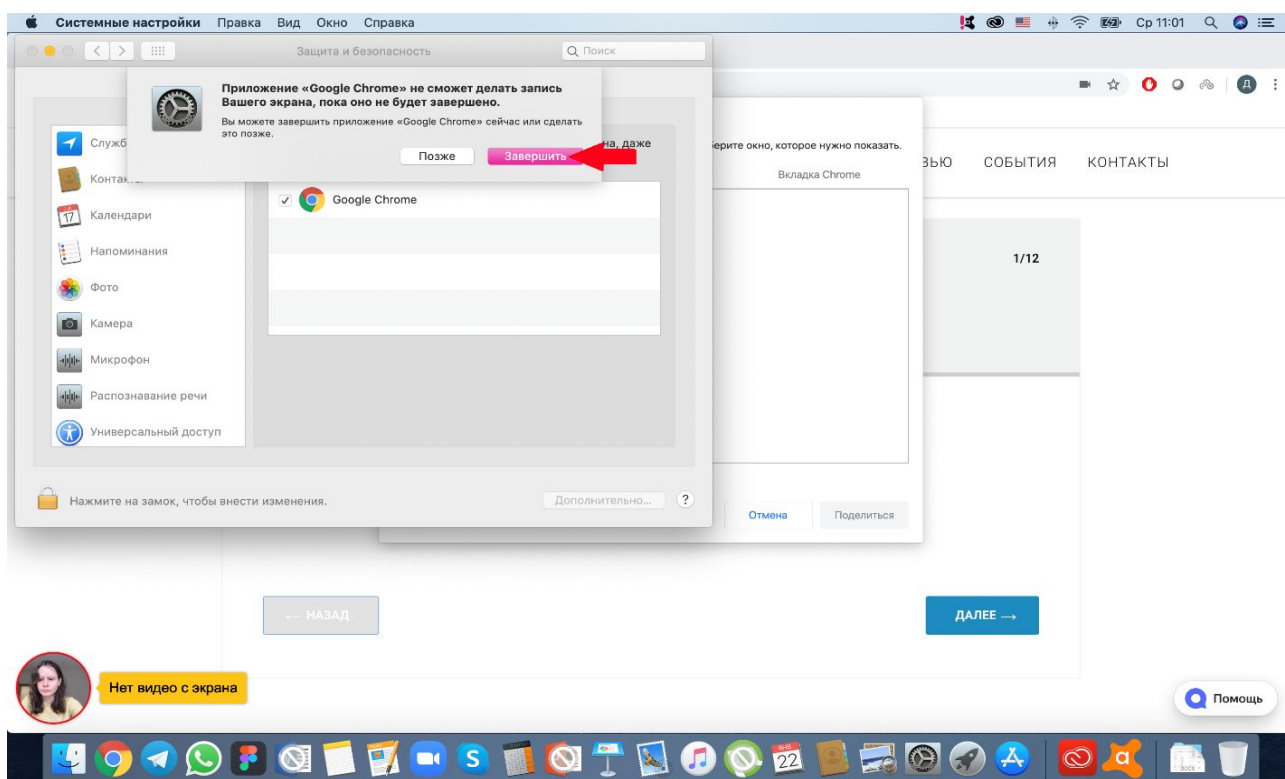 Системные настройки Правка Вид Окно Справка
Ср 11:01
Защита и безопасность
Поиск
Приложение «Google Chrome» не сможет делать запись
Вашего экрана, пока оно не будет завершено.
Вы можете завершить приложение «Google Chrome» сейчас или сделать
это позже.
Позже
Завершить
на, даже
окно, которое нужно показать.
Вкладка Chrome
СОБЫТИЯ КОНТАКТЫ
Google Chrome
17
Календари
Напоминания
Фото
Камера
Микрофон
Распознавание речи
Универсальный доступ
1/12
Нажмите на замок, чтобы внести изменения.
Дополнительно... ?
Отмена
Поделиться
← НАЗАД
ДАЛЕЕ →
Нет видео с экрана
Помощь
22